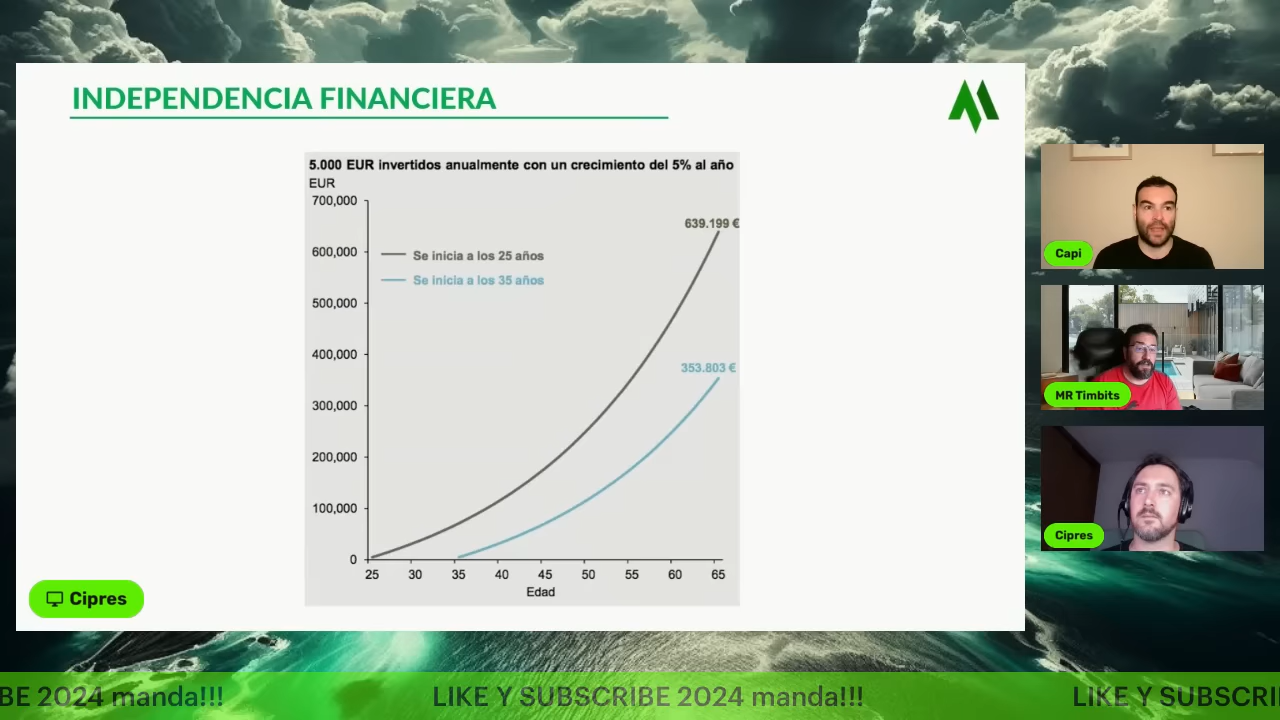 INDEPENDENCIA FINANCIERA
5.000 EUR invertidos anualmente con un crecimiento del 5% al año
EUR
700,000
639.199 €
600,000
Se inicia a los 25 años
Se inicia a los 35 años
500,000
400,000
353.803 €
300,000
200,000
100,000
0
25 30 35 40 45 50 55 60 65
Edad
Capi
MR Timbits
Cipres
Cipres
BE 2024 manda!!! LIKE Y SUBSCRIBE 2024 manda!!! LIKE Y SUBSCRI